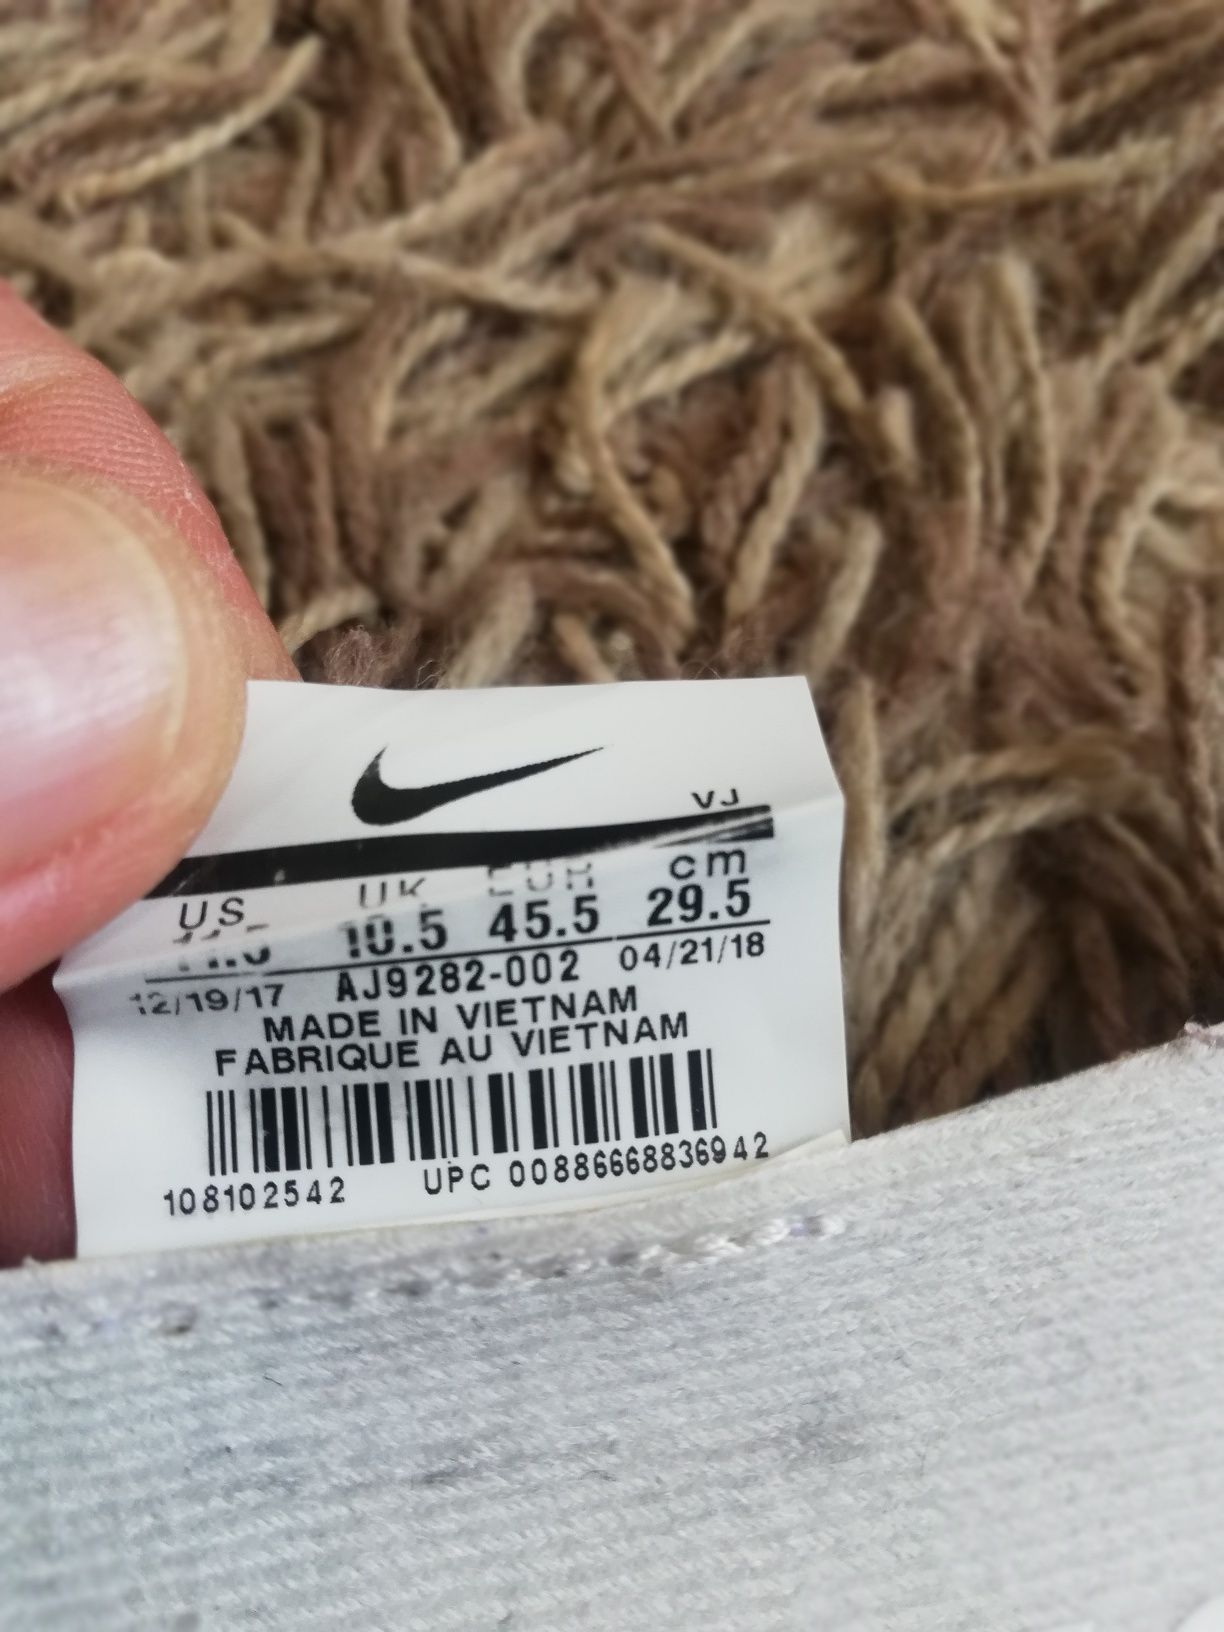 VJ
US UK EUR cm
10.5 45.5 29.5
12/19/17 AJ9282-002 04/21/18
MADE IN VIETNAM
FABRIQUE AU VIETNAM
108102542 UPC 00886668836942